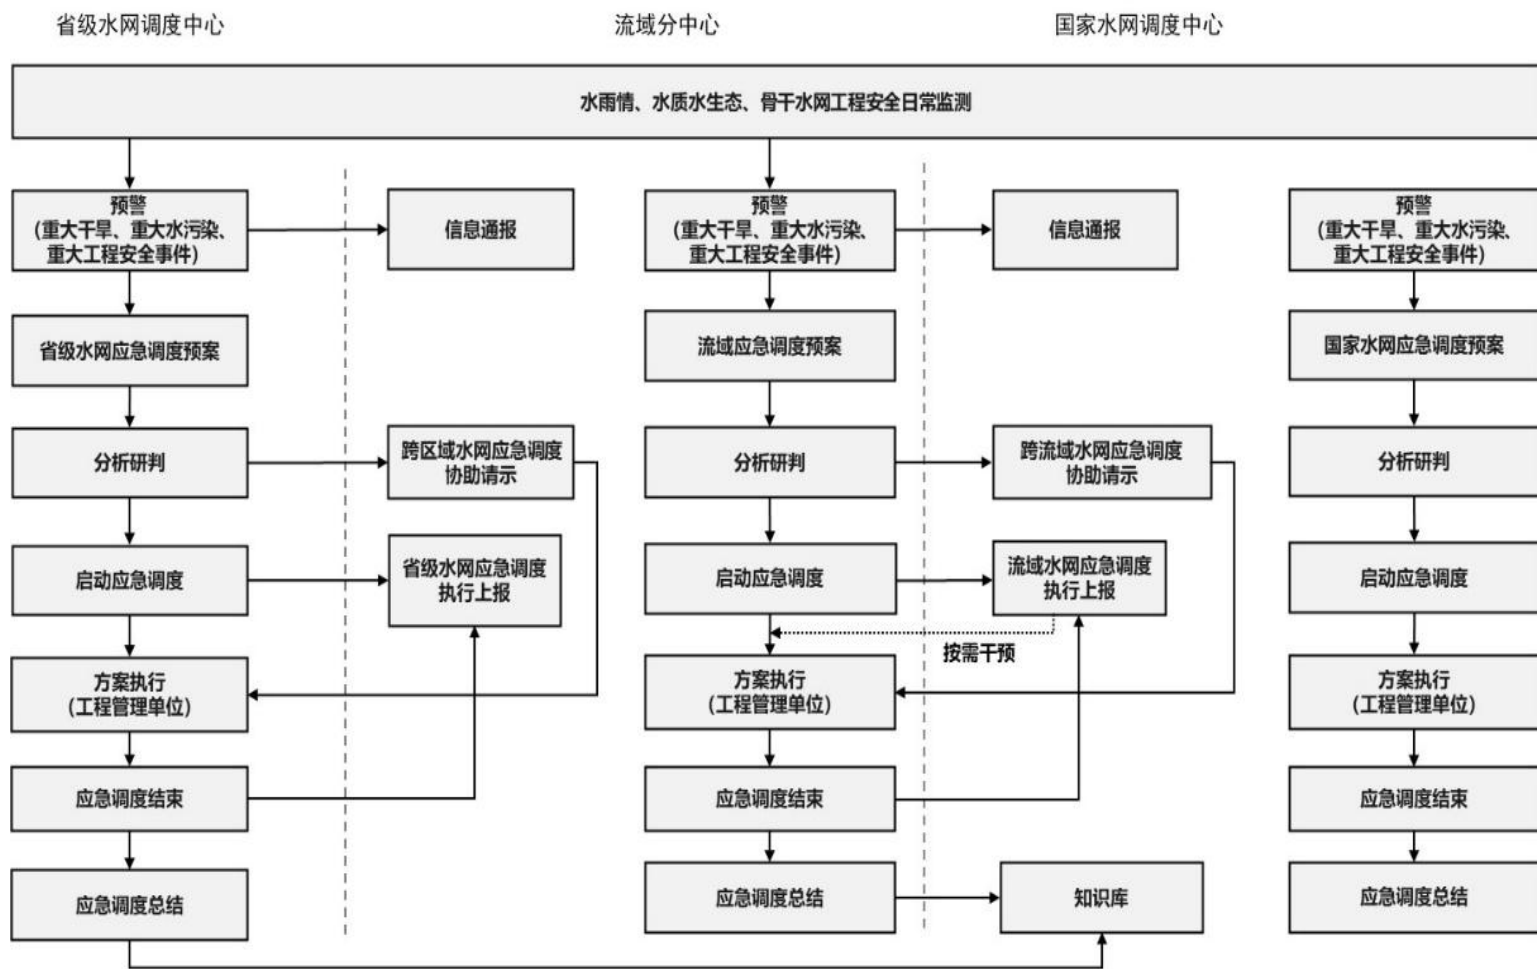 省级水网调度中心
流域分中心
国家水网调度中心
水雨情、水质水生态、骨干水网工程安全日常监测
预警
(重大干旱、重大水污染、
重大工程安全事件)
信息通报
预警
(重大干旱、重大水污染、
重大工程安全事件)
信息通报
预警
(重大干旱、重大水污染、
重大工程安全事件)
省级水网应急调度预案
流域应急调度预案
国家水网应急调度预案
分析研判
跨区域水网应急调度
协助请示
分析研判
跨流域水网应急调度
协助请示
分析研判
启动应急调度
省级水网应急调度
执行上报
启动应急调度
流域水网应急调度
执行上报
启动应急调度
按需干预
方案执行
(工程管理单位)
方案执行
(工程管理单位)
方案执行
(工程管理单位)
应急调度结束
应急调度结束
应急调度结束
应急调度总结
应急调度总结
知识库
应急调度总结